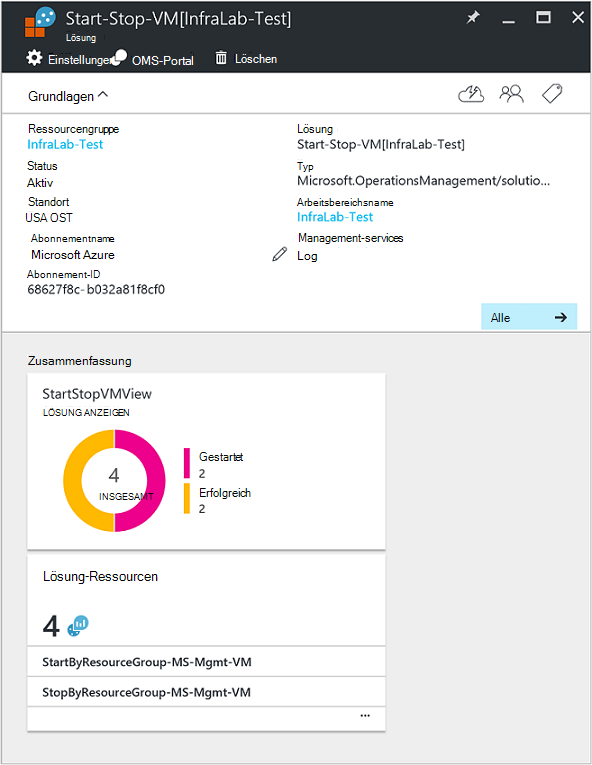 Start-Stop-VM[InfraLab-Test]
Lösung
Einstellungen OMS-Portal Löschen
Grundlagen
Ressourcengruppe
InfraLab-Test
Status
Aktiv
Standort
USA OST
Abonnementname
Microsoft Azure
Abonnement-ID
68627f8c-b032a81f8cf0
Lösung
Start-Stop-VM[InfraLab-Test]
Typ
Microsoft.OperationsManagement/solutio...
Arbeitsbereichsname
InfraLab-Test
Management-services
Log
Alle
Zusammenfassung
StartStopVMView
LÖSUNG ANZEIGEN
4
INSGESAMT
Gestartet
2
Erfolgreich
2
Lösung-Ressourcen
4
StartByResourceGroup-MS-Mgmt-VM
StopByResourceGroup-MS-Mgmt-VM
...